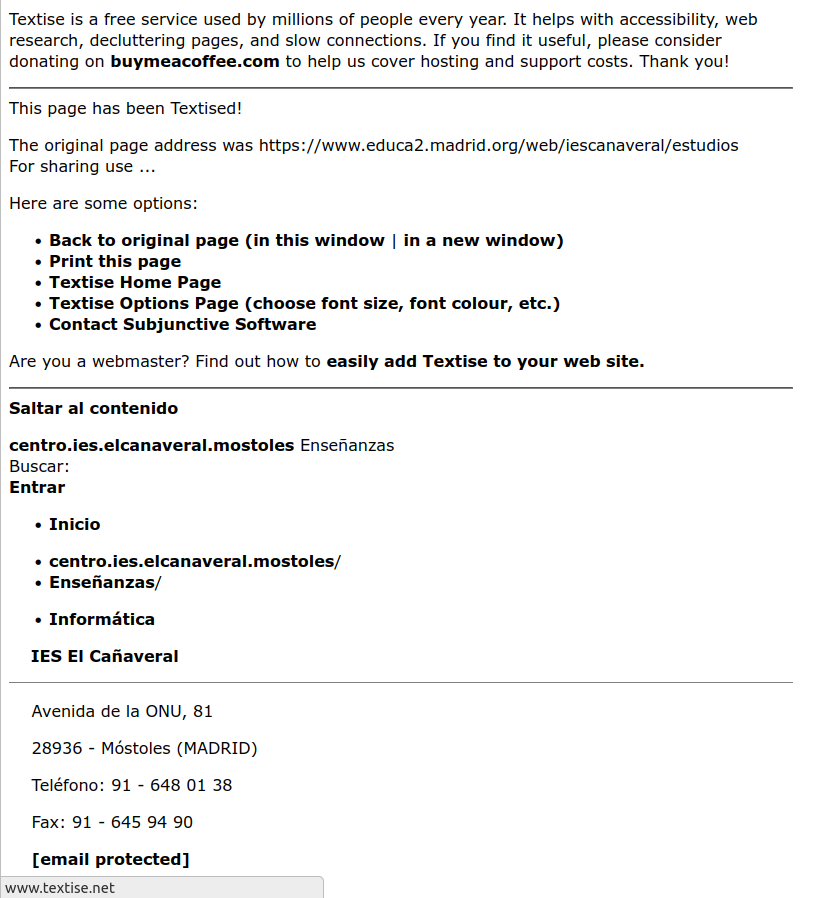 Textise is a free service used by millions of people every year. It helps with accessibility, web
research, decluttering pages, and slow connections. If you find it useful, please consider
donating on buymeacoffee.com to help us cover hosting and support costs. Thank you!
This page has been Textised!
The original page address was https://www.educa2.madrid.org/web/iescanaveral/estudios
For sharing use ...
Here are some options:
• Back to original page (in this window | in a new window)
• Print this page
• Textise Home Page
• Textise Options Page (choose font size, font colour, etc.)
• Contact Subjunctive Software
Are you a webmaster? Find out how to easily add Textise to your web site.
Saltar al contenido
centro.ies.elcanaveral.mostoles Enseñanzas
Buscar:
Entrar
• Inicio
• centro.ies.elcanaveral.mostoles/
• Enseñanzas/
• Informática
IES El Cañaveral
Avenida de la ONU, 81
28936 - Móstoles (MADRID)
Teléfono: 91 - 648 01 38
Fax: 91 - 645 94 90
[email protected]
www.textise.net